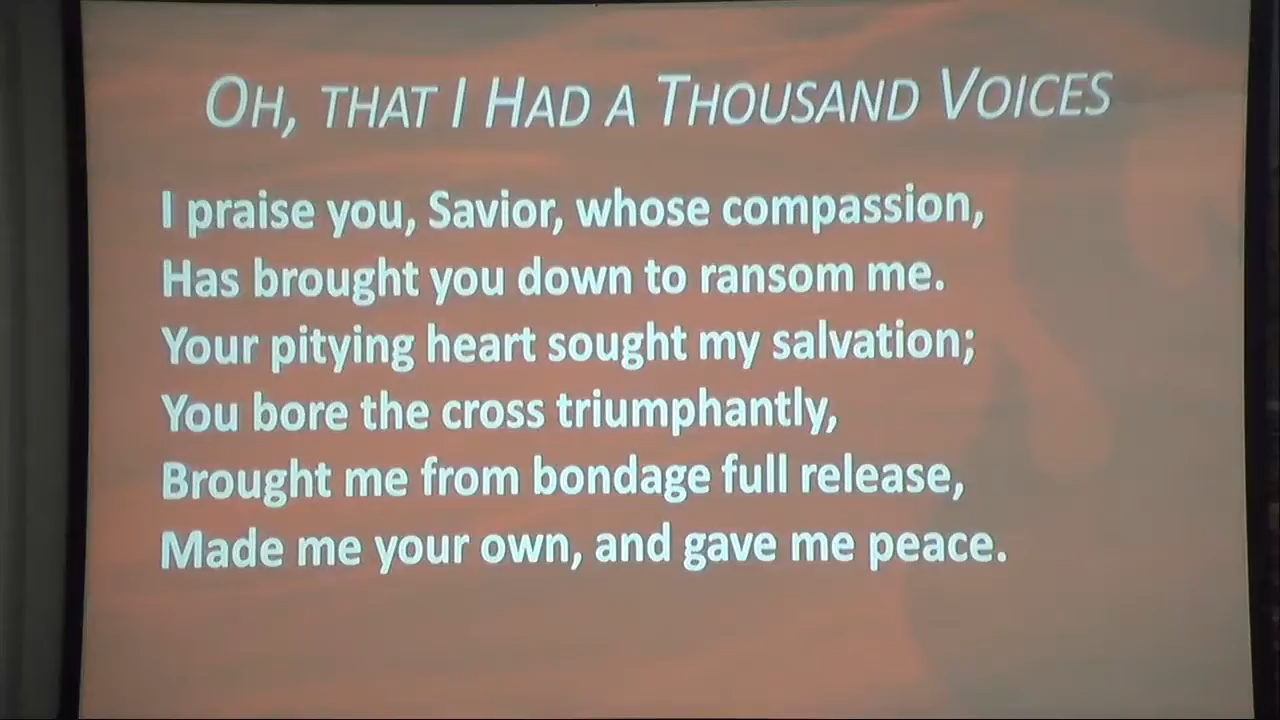 OH, THAT I HAD A THOUSAND VOICES
I praise you, Savior, whose compassion,
Has brought you down to ransom me.
Your pitying heart sought my salvation;
You bore the cross triumphantly,
Brought me from bondage full release,
Made me your own, and gave me peace.